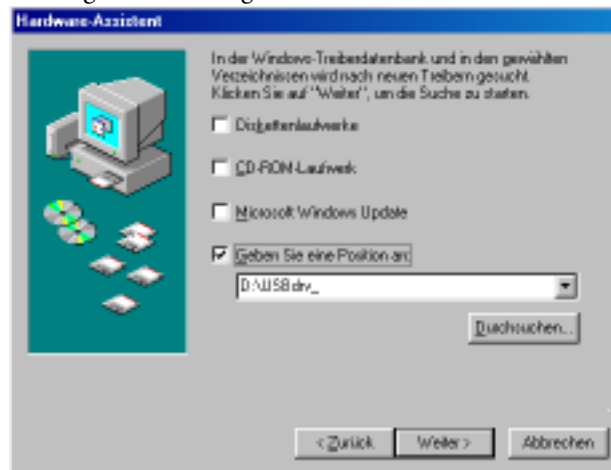 Hardware-Assistent
In der Windows-Treiberdatenbank und in den gewählten
Verzeichnissen wird nach neuen Treibern gesucht.
Klicken Sie auf "Weiter", um die Suche zu starten.
Diskettenlaufwerke
CD-ROM-Laufwerk
Microsoft Windows Update
Geben Sie eine Position an:
D:\USBdrv_
Durchsuchen...
< Zurück Weiter > Abbrechen